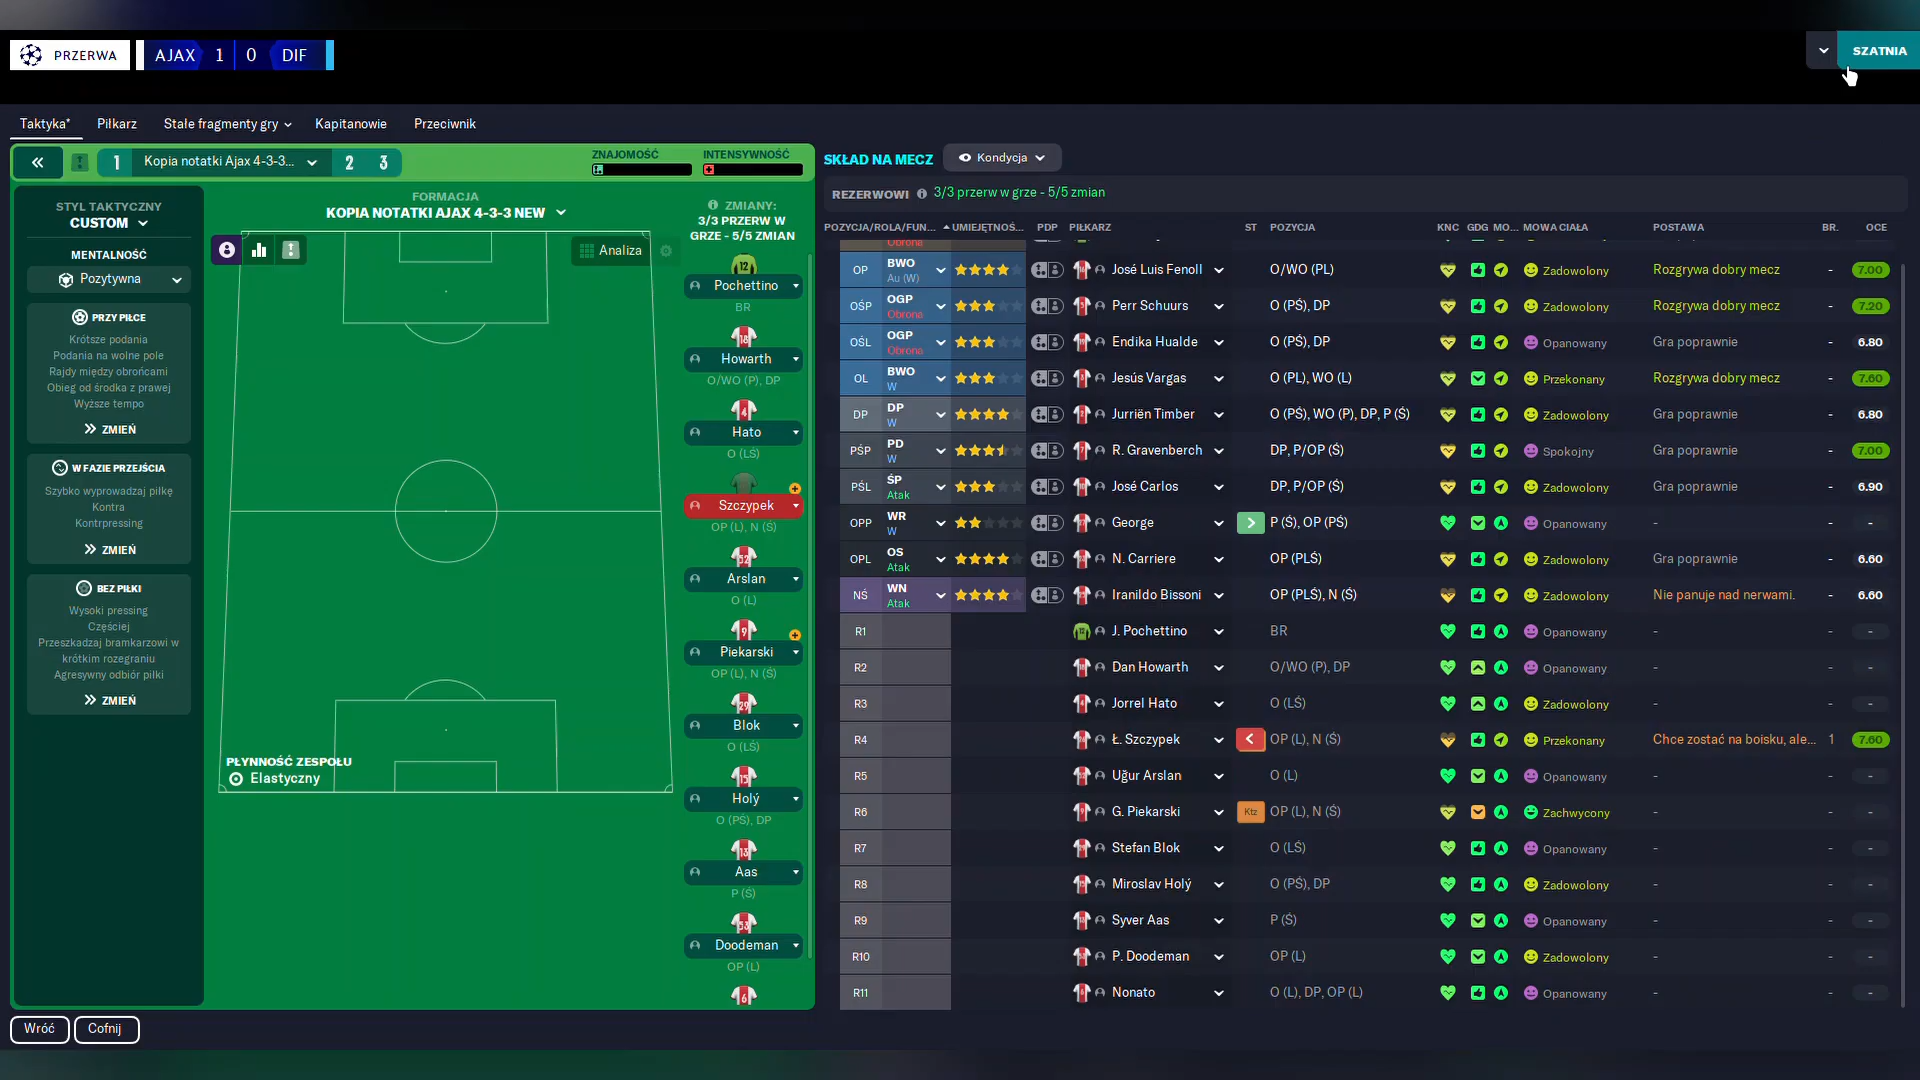 PRZERWA
AJAX 1 0 DIF
SZATNIA
Taktyka* Piłkarz Stałe fragmenty gry Kapitanowie Przeciwnik
1 Kopia notatki Ajax 4-3-3... 2 3
ZNAJOMOŚĆ INTENSYWNOŚĆ
STYL TAKTYCZNY
CUSTOM
MENTALNOŚĆ
Pozytywna
PRZY PIŁCE
Krótsze podania
Podania na wolne pole
Rajdy między obrońcami
Obieg od środka z prawej
Wyższe tempo
ZMIEŃ
W FAZIE PRZEJŚCIA
Szybko wyprowadzaj piłkę
Kontra
Kontrpressing
ZMIEŃ
BEZ PIŁKI
Wysoki pressing
Częściej
Przeszkadzaj bramkarzowi w
krótkim rozegraniu
Agresywny odbiór piłki
ZMIEŃ
FORMACJA
KOPIA NOTATKI AJAX 4-3-3 NEW
Analiza
PŁYNNOŚĆ ZESPOŁU
Elastyczny
ZMIANY:
3/3 PRZERW W
GRZE - 5/5 ZMIAN
12
Pochettino
BR
18
Howarth
O/WO (P), DP
4
Hato
O (LŚ)
Szczypek
OP (L), N (Ś)
Arslan
O (L)
9
Piekarski
OP (L), N (Ś)
29
Blok
O (LŚ)
15
Holý
O (PŚ), DP
13
Aas
P (Ś)
Doodeman
OP (L)
6
SKŁAD NA MECZ Kondycja
REZERWOWI 3/3 przerw w grze - 5/5 zmian
POZYCJA/ROLA/FUN... UMIEJĘTNOŚ... PDP PIŁKARZ ST POZYCJA KNC GDG MO... MOWA CIAŁA POSTAWA BR. OCE
Obrona
OP BWO Au (W) José Luis Fenoll O/WO (PL) Zadowolony Rozgrywa dobry mecz - 7.00
OŚP OGP Obrona Perr Schuurs O (PŚ), DP Zadowolony Rozgrywa dobry mecz - 7.20
OŚL OGP Obrona Endika Hualde O (PŚ), DP Opanowany Gra poprawnie - 6.80
OL BWO W Jesús Vargas O (PL), WO (L) Przekonany Rozgrywa dobry mecz - 7.60
DP DP W Jurriën Timber O (PŚ), WO (P), DP, P (Ś) Zadowolony Gra poprawnie - 6.80
PŚP PD W R. Gravenberch DP, P/OP (Ś) Spokojny Gra poprawnie - 7.00
PŚL ŚP Atak José Carlos DP, P/OP (Ś) Zadowolony Gra poprawnie - 6.90
OPP WR W George P (Ś), OP (PŚ) Opanowany - -
OPL OS Atak N. Carriere OP (PLŚ) Zadowolony Gra poprawnie - 6.60
NŚ WN Atak Iranildo Bissoni OP (PLŚ), N (Ś) Zadowolony Nie panuje nad nerwami. - 6.60
R1 J. Pochettino BR Opanowany - -
R2 Dan Howarth O/WO (P), DP Opanowany - -
R3 Jorrel Hato O (LŚ) Zadowolony - -
R4 Ł. Szczypek OP (L), N (Ś) Przekonany Chce zostać na boisku, ale... 1 7.60
R5 Uğur Arslan O (L) Opanowany - -
R6 G. Piekarski Ktz OP (L), N (Ś) Zachwycony - -
R7 Stefan Blok O (LŚ) Opanowany - -
R8 Miroslav Holý O (PŚ), DP Zadowolony - -
R9 Syver Aas P (Ś) Opanowany - -
R10 P. Doodeman OP (L) Zadowolony - -
R11 Nonato O (L), DP, OP (L) Opanowany - -
Wróć Cofnij